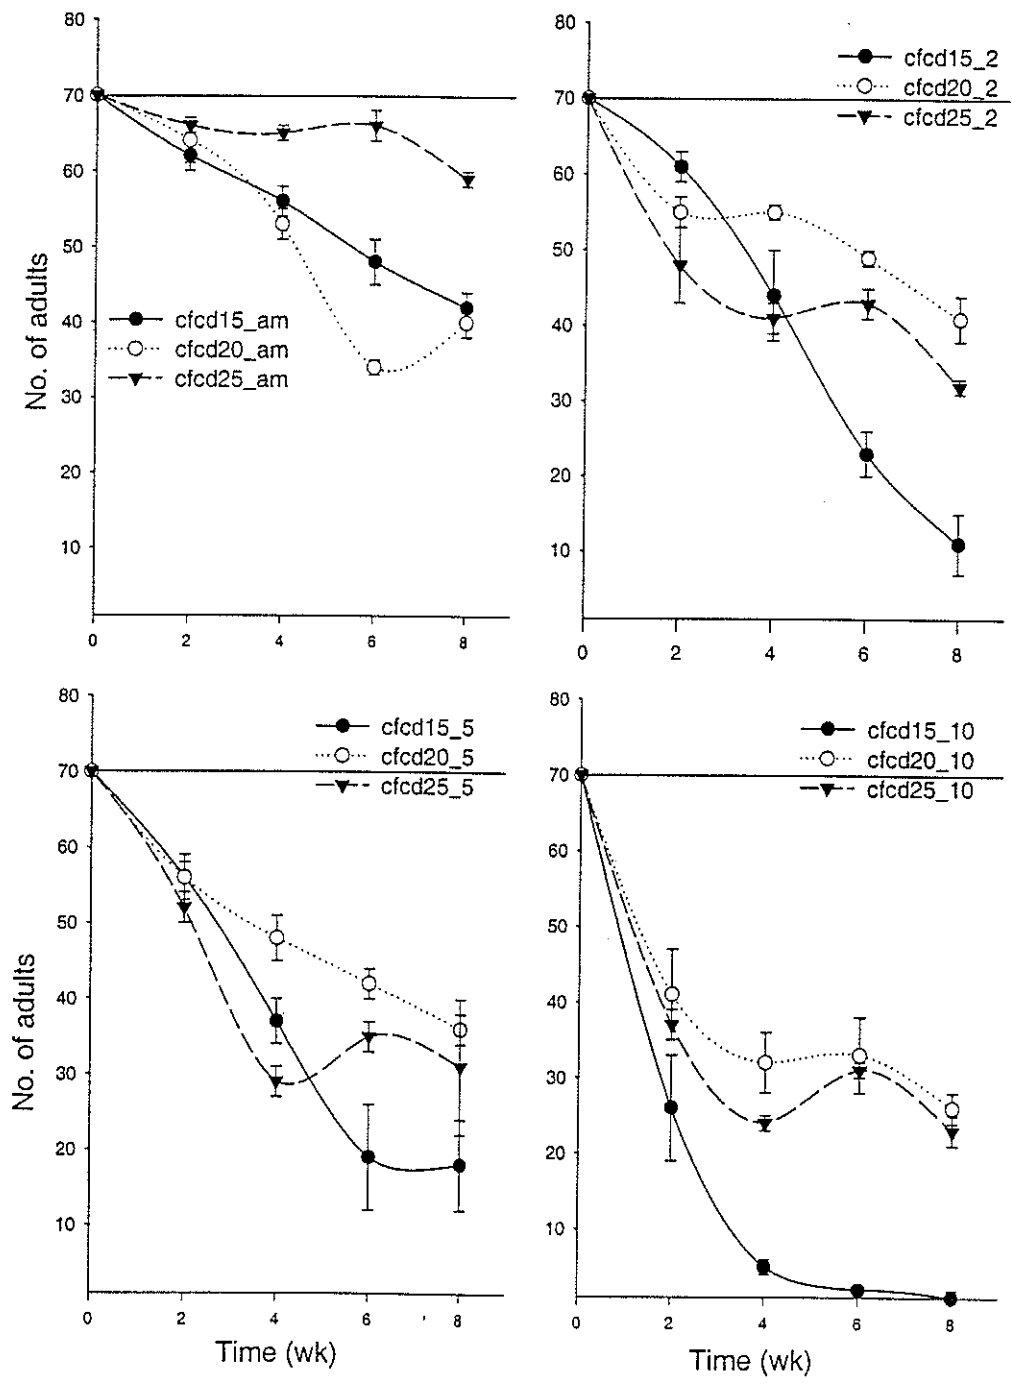 80
70
60
50
40
30
20
10
No. of adults
cfcd15_am
cfcd20_am
cfcd25_am
0 2 4 6 8
80
70
60
50
40
30
20
10
cfcd15_2
cfcd20_2
cfcd25_2
0 2 4 6 8
80
70
60
50
40
30
20
10
No. of adults
cfcd15_5
cfcd20_5
cfcd25_5
0 2 4 6 8
Time (wk)
80
70
60
50
40
30
20
10
cfcd15_10
cfcd20_10
cfcd25_10
0 2 4 6 8
Time (wk)